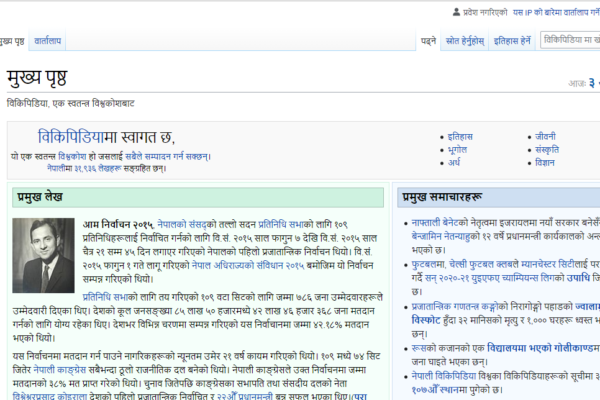 प्रवेश नगरिएको यस IP को बारेमा वार्तालाप गर्ने
मुख्य पृष्ठ वार्तालाप पढ्ने स्रोत हेर्नुहोस् इतिहास हेर्ने विकिपिडिया मा
मुख्य पृष्ठ
आजः ३
विकिपिडिया, एक स्वतन्त्र विश्वकोशबाट
विकिपिडियामा स्वागत छ,
यो एक स्वतन्त्र विश्वकोश हो जसलाई सबैले सम्पादन गर्न सक्छन्।
नेपालीमा ३१,९३६ लेखहरू सङ्ग्रहित छन्।
इतिहास
भूगोल
अर्थ
जीवनी
संस्कृति
विज्ञान
प्रमुख लेख
आम निर्वाचन २०१५, नेपालको संसद्को तल्लो सदन प्रतिनिधि सभाको लागि १०९
प्रतिनिधिहरूलाई निर्वाचित गर्नको लागि वि.सं. २०१५ साल फागुन ७ देखि वि.सं. २०१५ साल
चैत्र २१ सम्म ४५ दिन लगाएर गरिएको नेपालको पहिलो प्रजातान्त्रिक निर्वाचन थियो। वि.सं.
२०१५ फागुन १ गते लागू गरिएको नेपाल अधिराज्यको संविधान २०१५ बमोजिम यो निर्वाचन
सम्पन्न गरिएको थियो।
प्रतिनिधि सभाको लागि तय गरिएको १०९ वटा सिटको लागि जम्मा ७८६ जना उम्मेदवारहरूले
उम्मेदवारी दिएका थिए। देशको कूल जनसङ्ख्या ८५ लाख ५० हजारमध्ये ४२ लाख ४६ हजार ३६८ जना मतदान
गर्नको लागि योग्य रहेका थिए। देशभर विभिन्न चरणमा सम्पन्न गरिएको यस निर्वाचनमा जम्मा ४२.१८% मतदान
भएको थियो।
यस निर्वाचनमा मतदान गर्न पाउने नागरिकहरूको न्यूनतम उमेर २१ वर्ष कायम गरिएको थियो। १०९ मध्ये ७४ सिट
जितेर नेपाली काङ्ग्रेस सबैभन्दा ठूलो राजनीतिक दल बनेको थियो। नेपाली काङ्ग्रेसले उक्त निर्वाचनमा जम्मा
मतदानको ३८% मत प्राप्त गरेको थियो। चुनाव जितेपछि काङ्ग्रेसका सभापति तथा संसदीय दलको नेता
विश्वेश्वरप्रसाद कोइराला देशको पहिलो प्रजातान्त्रिक निर्वाचित र २२औँ प्रधानमन्त्री बन्न सफल भएका थिए।(पूरा
प्रमुख समाचारहरू
नाफ्ताली बेनेटको नेतृत्वमा इजरायलमा नयाँ सरकार बनेसँ
बेन्जामिन नेतन्याहुको १२ वर्षे प्रधानमन्त्री कार्यकालको अन्त
भएको छ।
फुटबलमा, चेल्सी फुटबल क्लबले म्यानचेस्टर सिटीलाई पर
गर्दै सन् २०२०-२१ युइएफए च्याम्पियन्स लिगको उपाधि जि
छ।
प्रजातान्त्रिक गणतन्त्र कङ्गोको निरागोङ्गो पहाडको ज्वालाम
विस्फोट हुँदा ३२ मानिसको मृत्यु र १,००० घरहरू ध्वस्त भए
छन्।
रूसको कजानको एक विद्यालयमा भएको गोलीकाण्डमा
जना घाइते भएका छन्।
नेपाली विकिपिडिया विश्वका विकिपिडियाहरूको सूचीमा
१०७औँ स्थानमा पुगेको छ।